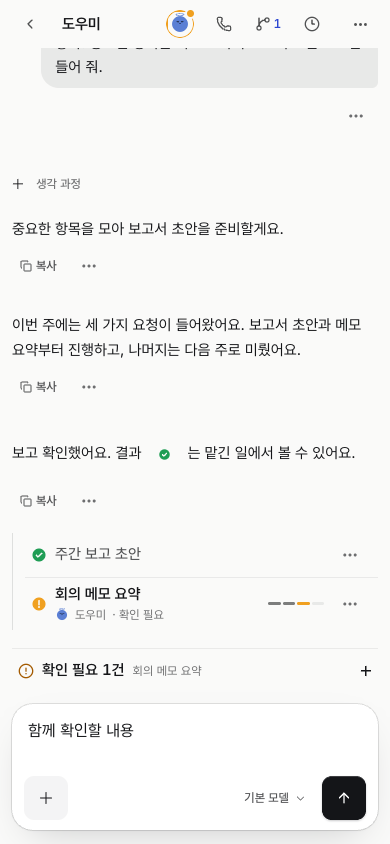 도우미
1
들어 줘.
생각 과정
중요한 항목을 모아 보고서 초안을 준비할게요.
복사
이번 주에는 세 가지 요청이 들어왔어요. 보고서 초안과 메모
요약부터 진행하고, 나머지는 다음 주로 미뤘어요.
복사
보고 확인했어요. 결과 는 맡긴 일에서 볼 수 있어요.
복사
주간 보고 초안
회의 메모 요약
도우미 · 확인 필요
확인 필요 1건 회의 메모 요약
함께 확인할 내용
기본 모델